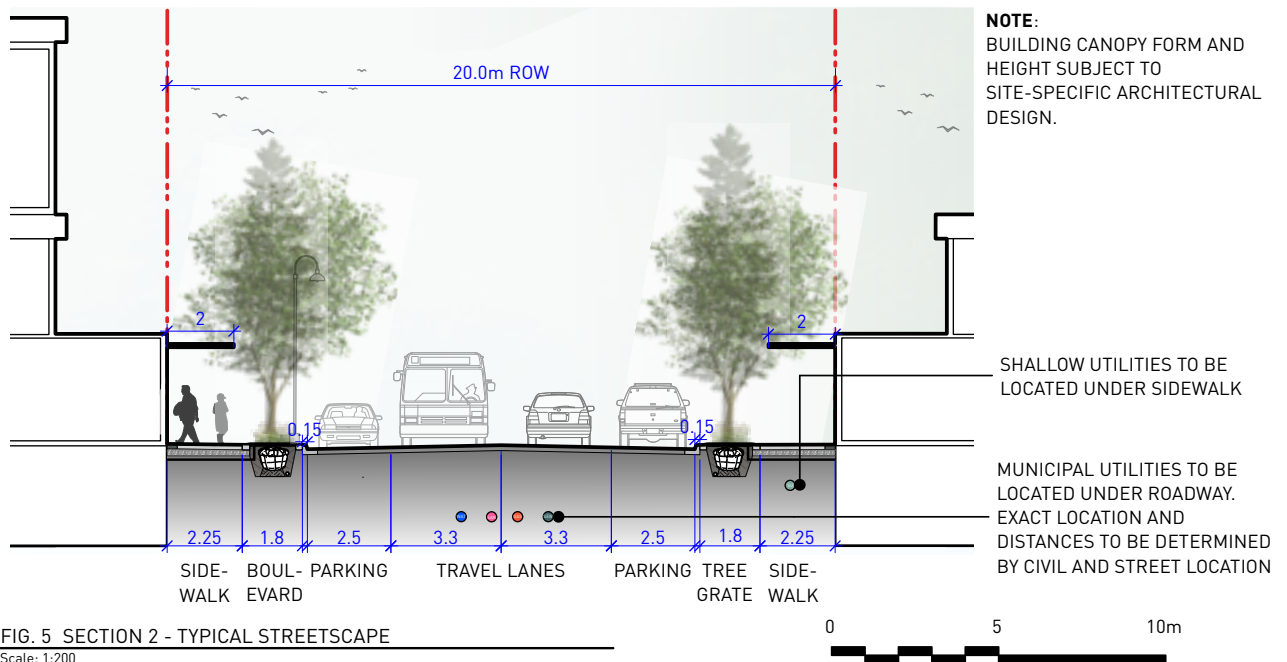 NOTE:
BUILDING CANOPY FORM AND
HEIGHT SUBJECT TO
SITE-SPECIFIC ARCHITECTURAL
DESIGN.
20.0m ROW
2
2
SHALLOW UTILITIES TO BE
LOCATED UNDER SIDEWALK
0.15
0.15
MUNICIPAL UTILITIES TO BE
LOCATED UNDER ROADWAY.
EXACT LOCATION AND
DISTANCES TO BE DETERMINED
BY CIVIL AND STREET LOCATION
2.25 1.8 2.5 3.3 3.3 2.5 1.8 2.25
SIDE-
WALK
BOUL-
EVARD
PARKING
TRAVEL LANES
PARKING
TREE
GRATE
SIDE-
WALK
FIG. 5 SECTION 2 - TYPICAL STREETSCAPE
Scale: 1:200
0 5 10m